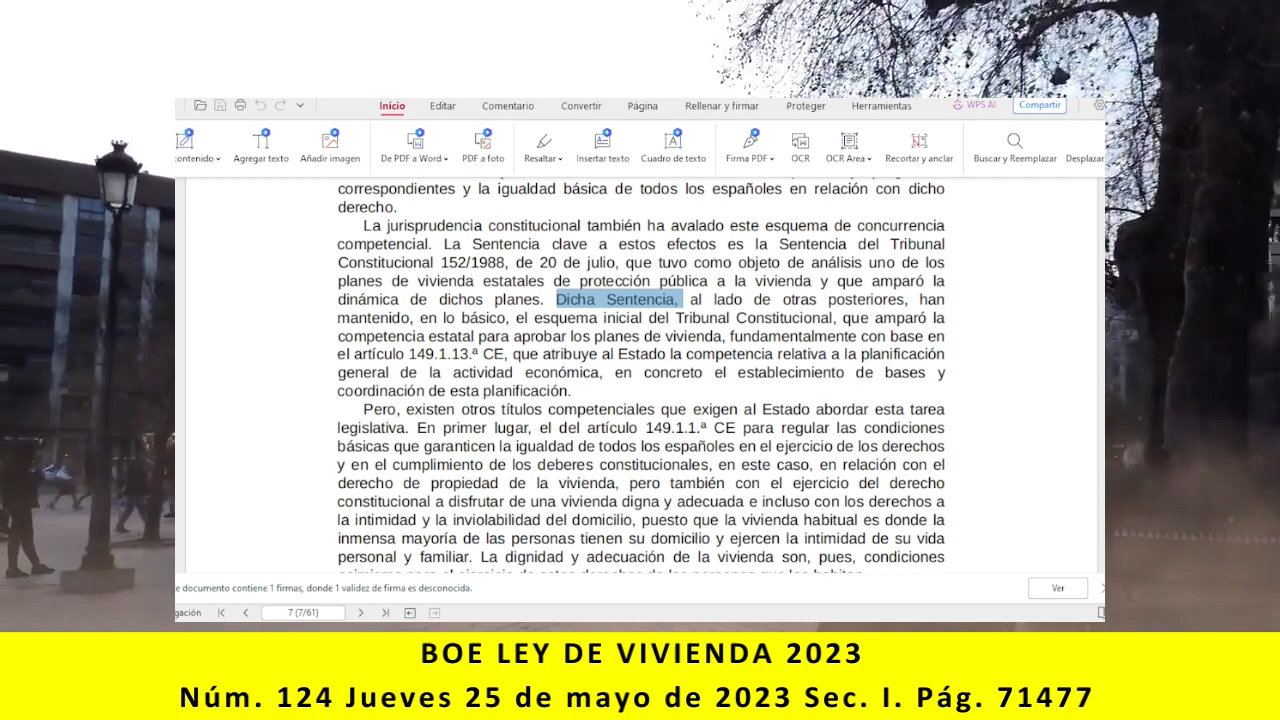 Inicio Editar Comentario Convertir Página Rellenar y firmar Proteger Herramientas WPS AI Compartir
ontenido Agregar texto Añadir imagen De PDF a Word PDF a foto Resaltar Insertar texto Cuadro de texto Firma PDF OCR OCR Area Recortar y anclar Buscar y Reemplazar Desplazar
correspondientes y la igualdad básica de todos los españoles en relación con dicho
derecho.
La jurisprudencia constitucional también ha avalado este esquema de concurrencia
competencial. La Sentencia clave a estos efectos es la Sentencia del Tribunal
Constitucional 152/1988, de 20 de julio, que tuvo como objeto de análisis uno de los
planes de vivienda estatales de protección pública a la vivienda y que amparó la
dinámica de dichos planes. Dicha Sentencia, al lado de otras posteriores, han
mantenido, en lo básico, el esquema inicial del Tribunal Constitucional, que amparó la
competencia estatal para aprobar los planes de vivienda, fundamentalmente con base en
el artículo 149.1.13.ª CE, que atribuye al Estado la competencia relativa a la planificación
general de la actividad económica, en concreto el establecimiento de bases y
coordinación de esta planificación.
Pero, existen otros títulos competenciales que exigen al Estado abordar esta tarea
legislativa. En primer lugar, el del artículo 149.1.1.ª CE para regular las condiciones
básicas que garanticen la igualdad de todos los españoles en el ejercicio de los derechos
y en el cumplimiento de los deberes constitucionales, en este caso, en relación con el
derecho de propiedad de la vivienda, pero también con el ejercicio del derecho
constitucional a disfrutar de una vivienda digna y adecuada e incluso con los derechos a
la intimidad y la inviolabilidad del domicilio, puesto que la vivienda habitual es donde la
inmensa mayoría de las personas tienen su domicilio y ejercen la intimidad de su vida
personal y familiar. La dignidad y adecuación de la vivienda son, pues, condiciones
e documento contiene 1 firmas, donde 1 validez de firma es desconocida. Ver
gación 7 (7/61)
BOE LEY DE VIVIENDA 2023
Núm. 124 Jueves 25 de mayo de 2023 Sec. I. Pág. 71477